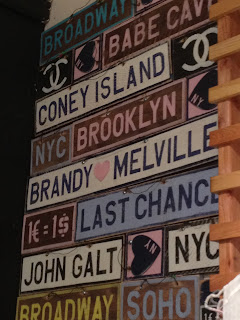 BROADWAY
BABE CAVE
CONEY ISLAND
NYC BROOKLYN
BRANDY MELVILLE
1€=1$ LAST CHANCE
JOHN GALT NYC
BROADWAY SOHO